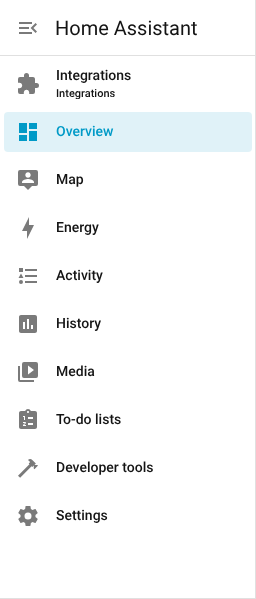 Home Assistant
Integrations
Integrations
Overview
Map
Energy
Activity
History
Media
To-do lists
Developer tools
Settings